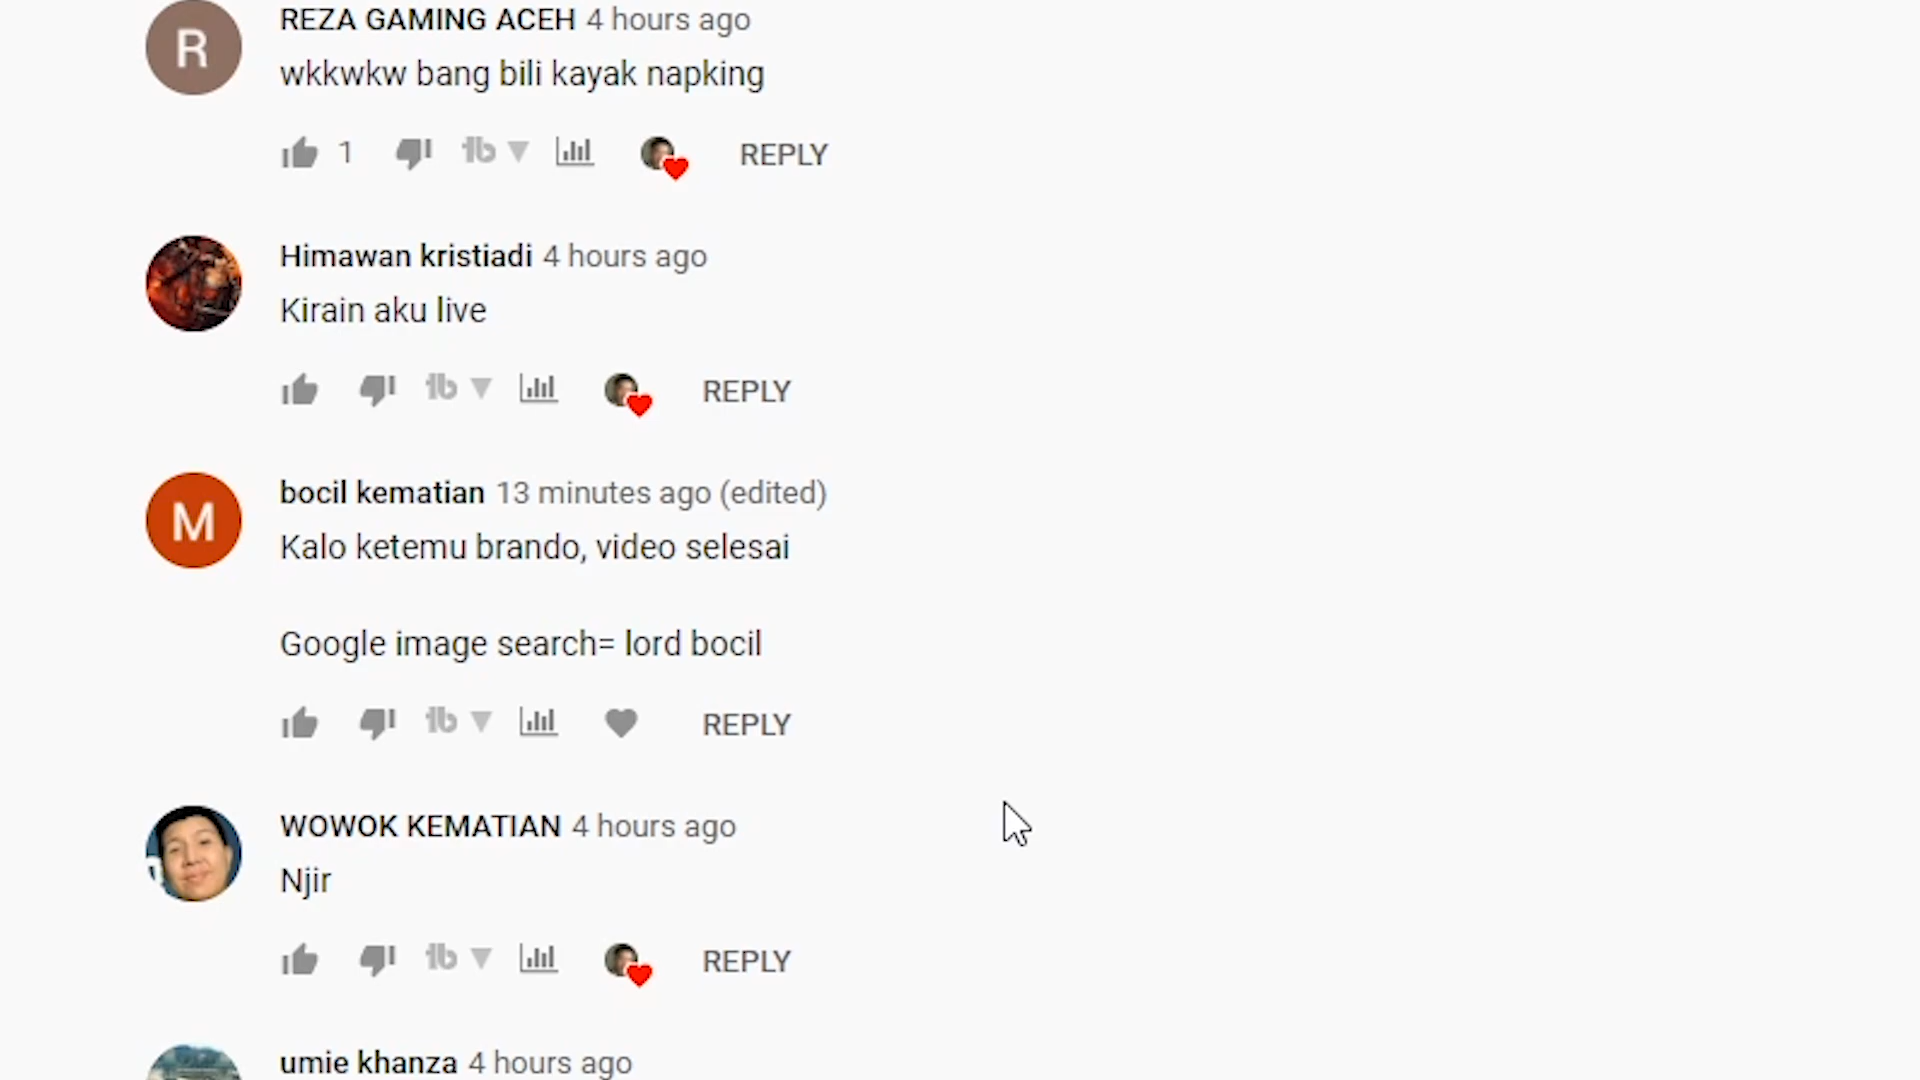 R
REZA GAMING ACEH 4 hours ago
wkkwkw bang bili kayak napking
1 REPLY
Himawan kristiadi 4 hours ago
Kirain aku live
REPLY
M
bocil kematian 13 minutes ago (edited)
Kalo ketemu brando, video selesai
Google image search= lord bocil
REPLY
WOWOK KEMATIAN 4 hours ago
Njir
REPLY
umie khanza 4 hours ago